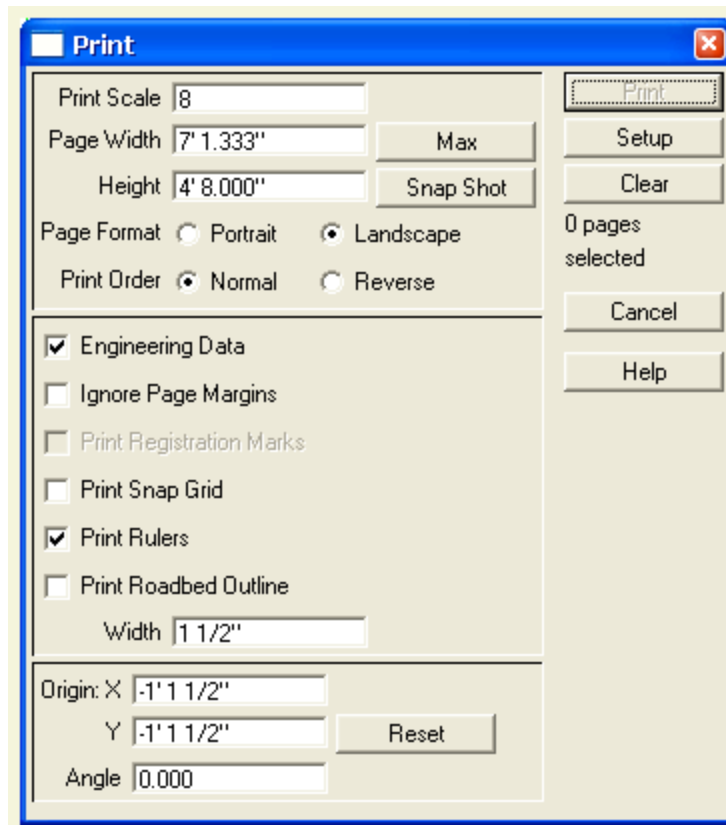 Print
Print Scale 8
Page Width 7' 1.333"
Max
Height 4' 8.000"
Snap Shot
Page Format Portrait Landscape
Print Order Normal Reverse
Engineering Data
Ignore Page Margins
Print Registration Marks
Print Snap Grid
Print Rulers
Print Roadbed Outline
Width 1 1/2"
Origin: X -1' 1 1/2"
Y -1' 1 1/2"
Reset
Angle 0.000
Print
Setup
Clear
0 pages
selected
Cancel
Help